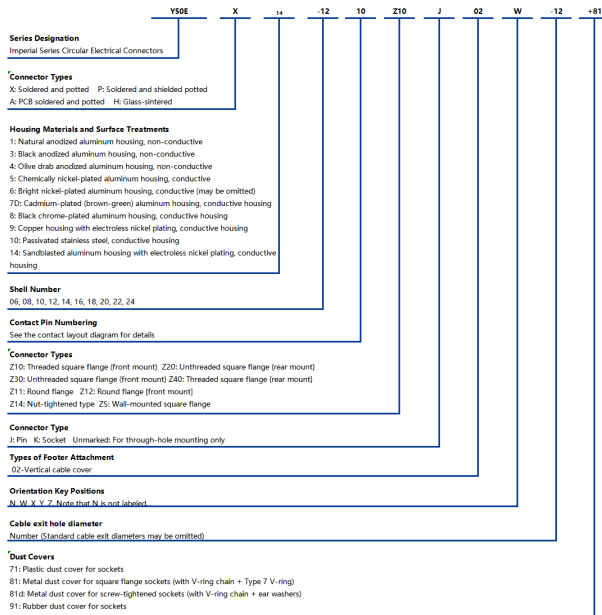 Y50E X 14 -12 10 Z10 J 02 W -12 +81
Series Designation
Imperial Series Circular Electrical Connectors
Connector Types
X: Soldered and potted P: Soldered and shielded potted
A: PCB soldered and potted H: Glass-sintered
Housing Materials and Surface Treatments
1: Natural anodized aluminum housing, non-conductive
3: Black anodized aluminum housing, non-conductive
4: Olive drab anodized aluminum housing, non-conductive
5: Chemically nickel-plated aluminum housing, conductive
6: Bright nickel-plated aluminum housing, conductive (may be omitted)
7D: Cadmium-plated (brown-green) aluminum housing, conductive housing
8: Black chrome-plated aluminum housing, conductive housing
9: Copper housing with electroless nickel plating, conductive housing
10: Passivated stainless steel, conductive housing
14: Sandblasted aluminum housing with electroless nickel plating, conductive
housing
Shell Number
06, 08, 10, 12, 14, 16, 18, 20, 22, 24
Contact Pin Numbering
See the contact layout diagram for details
Connector Types
Z10: Threaded square flange (front mount) Z20: Unthreaded square flange (rear mount)
Z30: Unthreaded square flange (front mount) Z40: Threaded square flange (rear mount)
Z11: Round flange Z12: Round flange (front mount)
Z14: Nut-tightened type ZS: Wall-mounted square flange
Connector Type
J: Pin K: Socket Unmarked: For through-hole mounting only
Types of Footer Attachment
02-Vertical cable cover
Orientation Key Positions
N, W, X, Y, Z. Note that N is not labeled.
Cable exit hole diameter
Number (Standard cable exit diameters may be omitted)
Dust Covers
71: Plastic dust cover for sockets
81: Metal dust cover for square flange sockets (with V-ring chain + Type 7 V-ring)
81d: Metal dust cover for screw-tightened sockets (with V-ring chain + ear washers)
91: Rubber dust cover for sockets